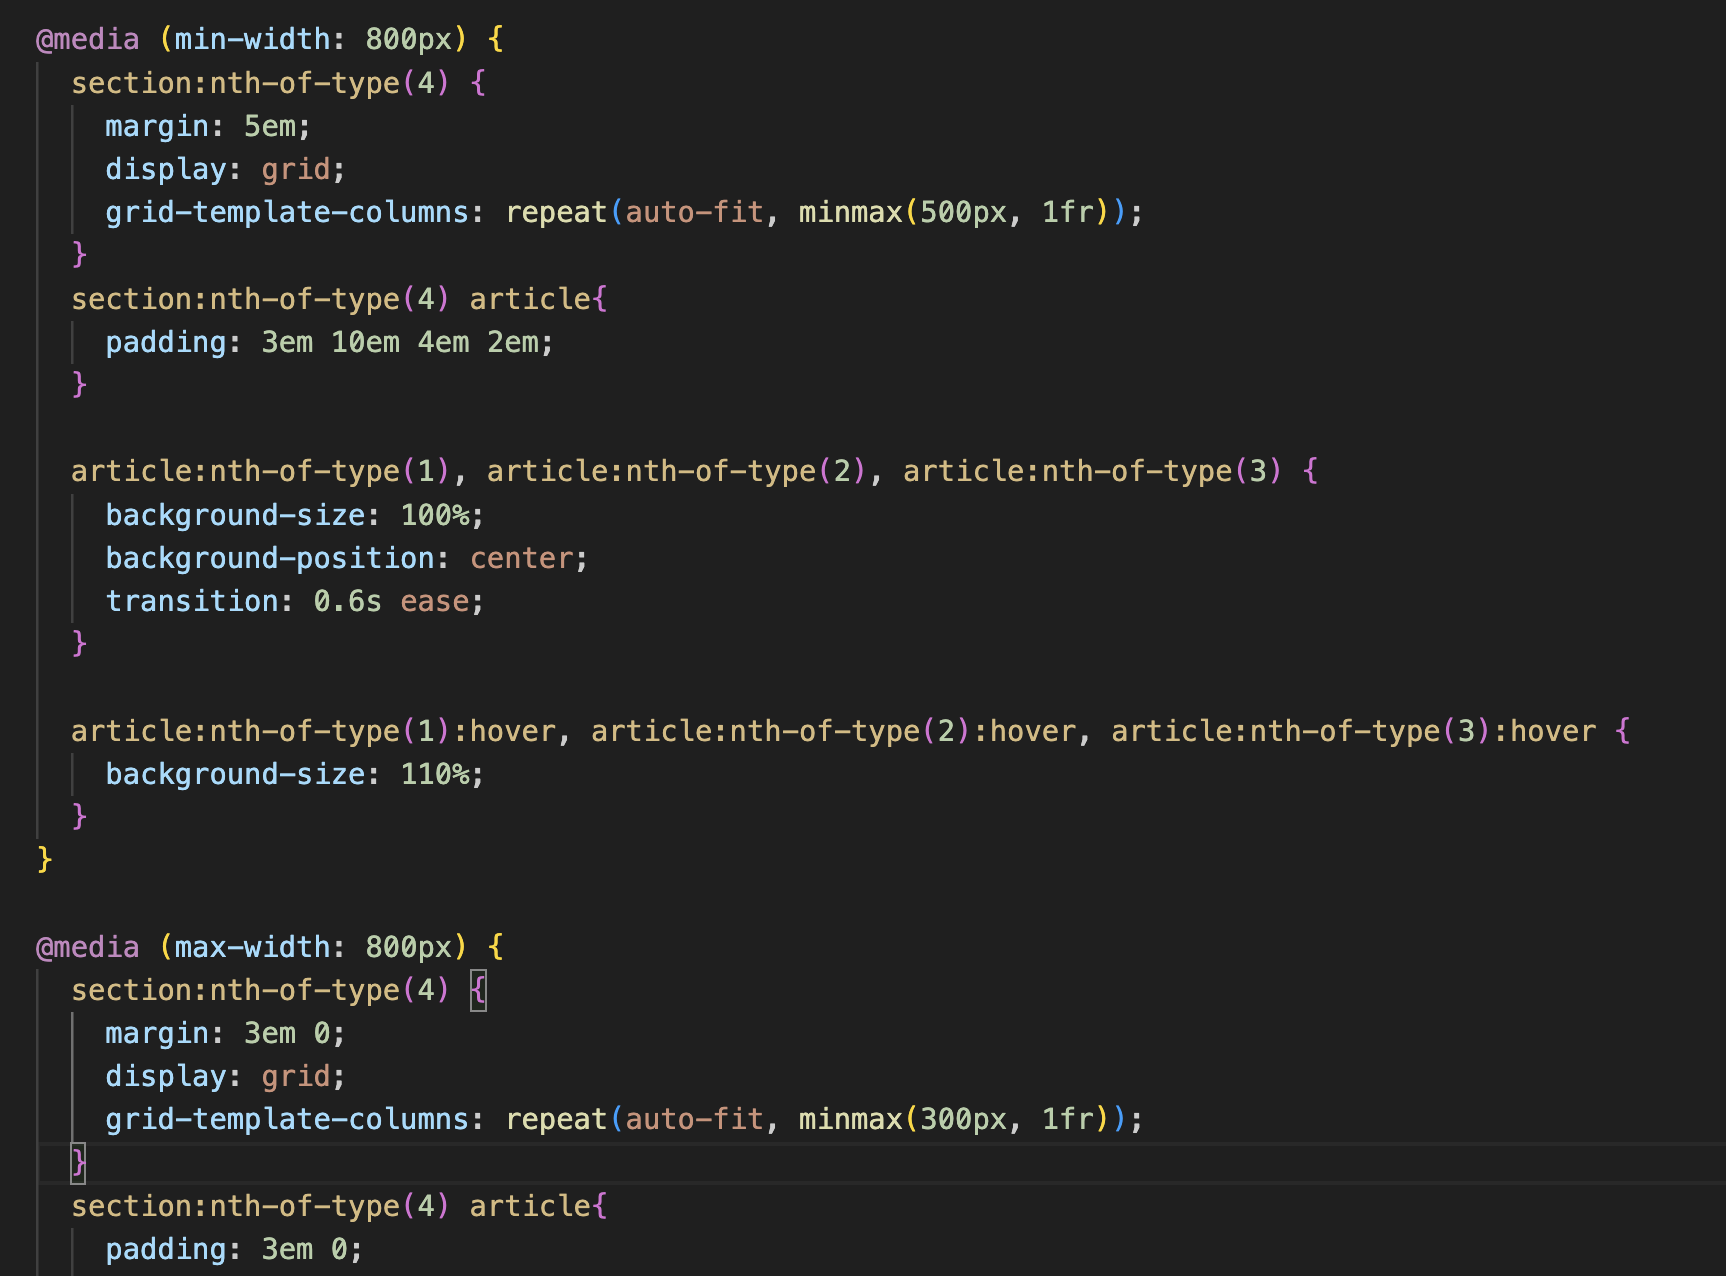 @media (min-width: 800px) {
  section:nth-of-type(4) {
    margin: 5em;
    display: grid;
    grid-template-columns: repeat(auto-fit, minmax(500px, 1fr));
  }
  section:nth-of-type(4) article{
    padding: 3em 10em 4em 2em;
  }

  article:nth-of-type(1), article:nth-of-type(2), article:nth-of-type(3) {
    background-size: 100%;
    background-position: center;
    transition: 0.6s ease;
  }

  article:nth-of-type(1):hover, article:nth-of-type(2):hover, article:nth-of-type(3):hover {
    background-size: 110%;
  }
}

@media (max-width: 800px) {
  section:nth-of-type(4) {
    margin: 3em 0;
    display: grid;
    grid-template-columns: repeat(auto-fit, minmax(300px, 1fr));
  }
  section:nth-of-type(4) article{
    padding: 3em 0;